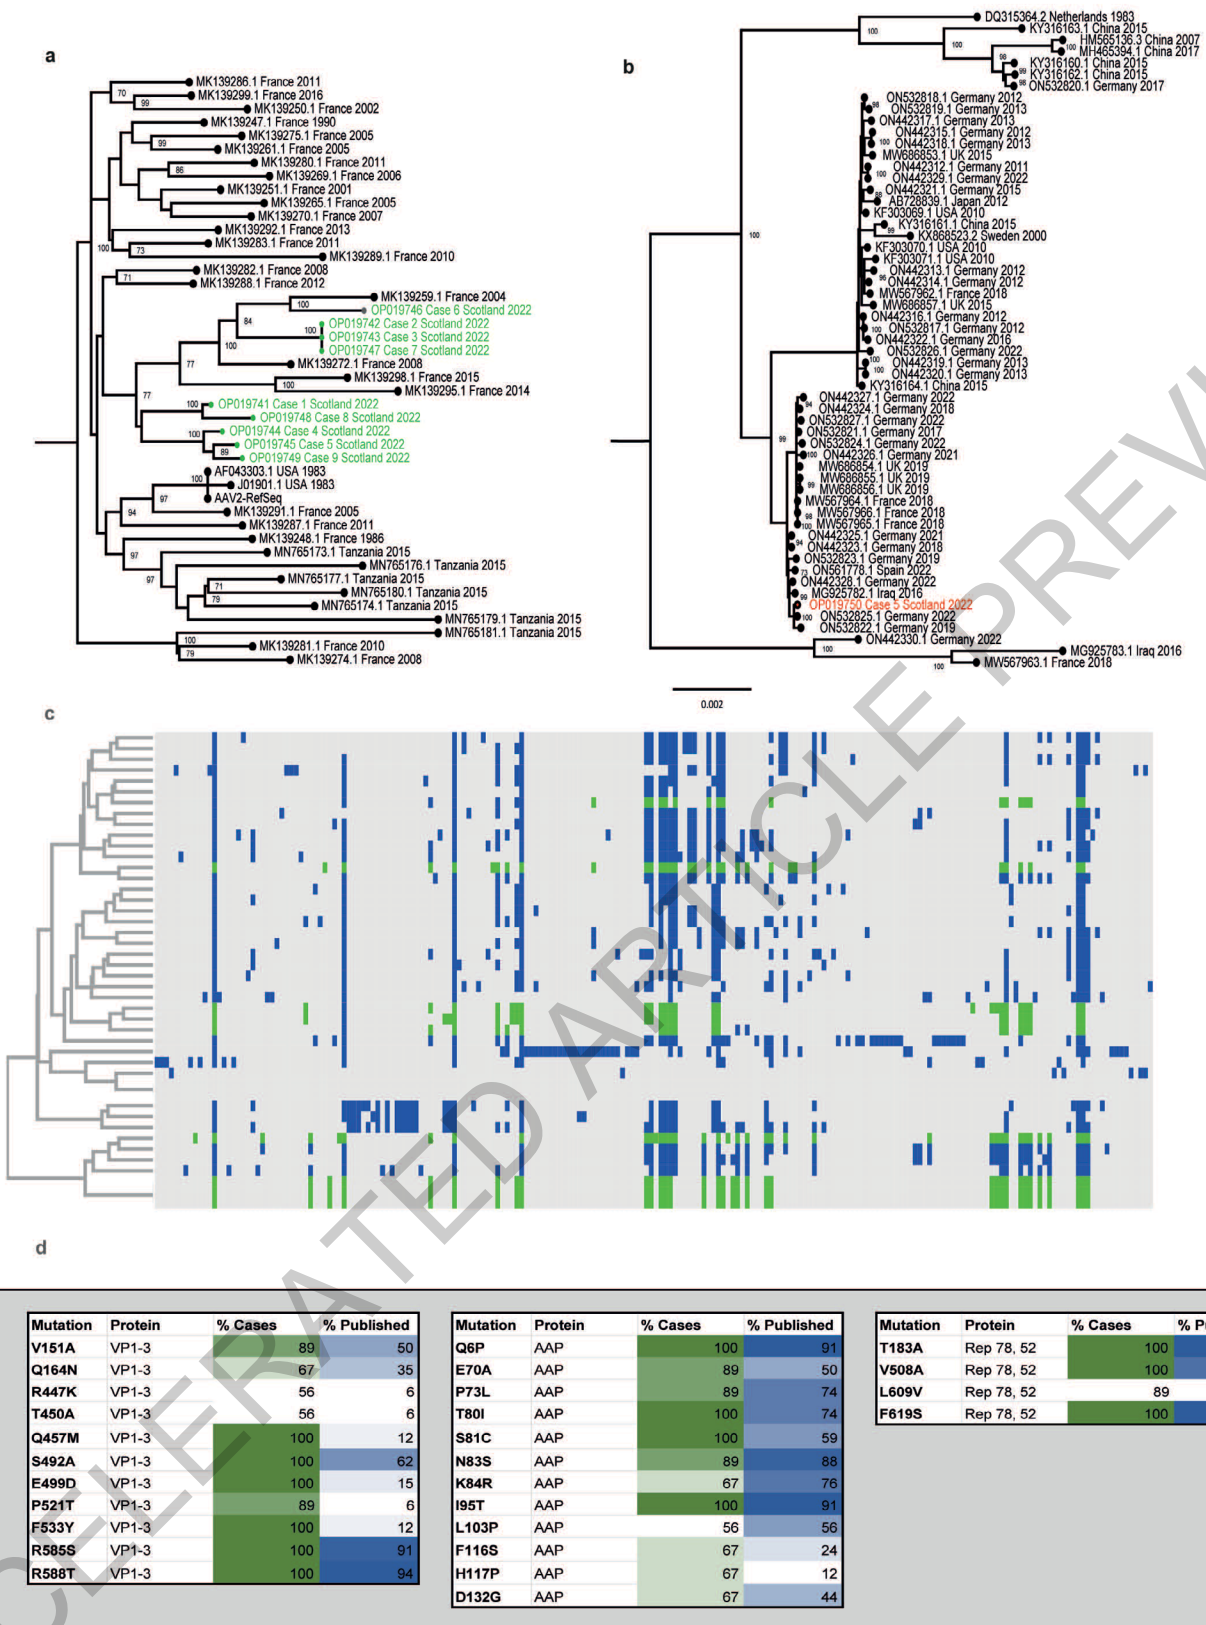 a
MK139286.1 France 2011
MK139299.1 France 2016
MK139250.1 France 2002
MK139247.1 France 1990
MK139275.1 France 2005
MK139261.1 France 2005
MK139280.1 France 2011
MK139269.1 France 2006
MK139251.1 France 2001
MK139265.1 France 2005
MK139270.1 France 2007
MK139292.1 France 2013
MK139283.1 France 2011
MK139289.1 France 2010
MK139282.1 France 2008
MK139288.1 France 2012
MK139259.1 France 2004
OP019746 Case 6 Scotland 2022
OP019742 Case 2 Scotland 2022
OP019743 Case 3 Scotland 2022
OP019747 Case 7 Scotland 2022
MK139272.1 France 2008
MK139298.1 France 2015
MK139295.1 France 2014
OP019741 Case 1 Scotland 2022
OP019748 Case 8 Scotland 2022
OP019744 Case 4 Scotland 2022
OP019745 Case 5 Scotland 2022
OP019749 Case 9 Scotland 2022
AF043303.1 USA 1983
J01901.1 USA 1983
AAV2-RefSeq
MK139291.1 France 2005
MK139287.1 France 2011
MK139248.1 France 1986
MN765173.1 Tanzania 2015
MN765176.1 Tanzania 2015
MN765177.1 Tanzania 2015
MN765180.1 Tanzania 2015
MN765174.1 Tanzania 2015
MN765179.1 Tanzania 2015
MN765181.1 Tanzania 2015
MK139281.1 France 2010
MK139274.1 France 2008
70
99
99
86
100
73
71
100
84
100
100
77
100
77
100
100
89
100
97
94
97
97
71
79
100
79
b
DQ315364.2 Netherlands 1983
KY316163.1 China 2015
HM565136.3 China 2007
MH465394.1 China 2017
KY316160.1 China 2015
KY316162.1 China 2015
ON532820.1 Germany 2017
ON532818.1 Germany 2012
ON532819.1 Germany 2013
ON442317.1 Germany 2013
ON442315.1 Germany 2012
ON442318.1 Germany 2013
MW686853.1 UK 2015
ON442312.1 Germany 2011
ON442329.1 Germany 2022
ON442321.1 Germany 2015
AB728839.1 Japan 2012
KF303069.1 USA 2010
KY316161.1 China 2015
KX868523.2 Sweden 2000
KF303070.1 USA 2010
KF303071.1 USA 2010
ON442313.1 Germany 2012
ON442314.1 Germany 2012
MW567962.1 France 2018
MW686857.1 UK 2015
ON442316.1 Germany 2012
ON532817.1 Germany 2012
ON442322.1 Germany 2016
ON532826.1 Germany 2022
ON442319.1 Germany 2013
ON442320.1 Germany 2013
KY316164.1 China 2015
ON442327.1 Germany 2022
ON442324.1 Germany 2018
ON532827.1 Germany 2022
ON532821.1 Germany 2017
ON532824.1 Germany 2022
ON442326.1 Germany 2021
MW686854.1 UK 2019
MW686855.1 UK 2019
MW686856.1 UK 2019
MW567964.1 France 2018
MW567966.1 France 2018
MW567965.1 France 2018
ON442325.1 Germany 2021
ON442323.1 Germany 2018
ON532823.1 Germany 2019
ON561778.1 Spain 2022
ON442328.1 Germany 2022
MG925782.1 Iraq 2016
OP019750 Case 5 Scotland 2022
ON532825.1 Germany 2022
ON532822.1 Germany 2019
ON442330.1 Germany 2022
MG925783.1 Iraq 2016
MW567963.1 France 2018
100
100
100
99
100
100
0.002
c
d
Mutation Protein % Cases % Published
V151A VP1-3 89 50
Q164N VP1-3 67 35
R447K VP1-3 56 6
T450A VP1-3 56 6
Q457M VP1-3 100 12
S492A VP1-3 100 62
E499D VP1-3 100 15
P521T VP1-3 89 6
F533Y VP1-3 100 12
R585S VP1-3 100 91
R588T VP1-3 100 94
Mutation Protein % Cases % Published
Q6P AAP 100 91
E70A AAP 89 50
P73L AAP 89 74
T80I AAP 100 74
S81C AAP 100 59
N83S AAP 89 88
K84R AAP 67 76
I95T AAP 100 91
L103P AAP 56 56
F116S AAP 67 24
H117P AAP 67 12
D132G AAP 67 44
Mutation Protein % Cases % P
T183A Rep 78, 52 100
V508A Rep 78, 52 100
L609V Rep 78, 52 89
F619S Rep 78, 52 100
CELERATED ARTICLE PREV